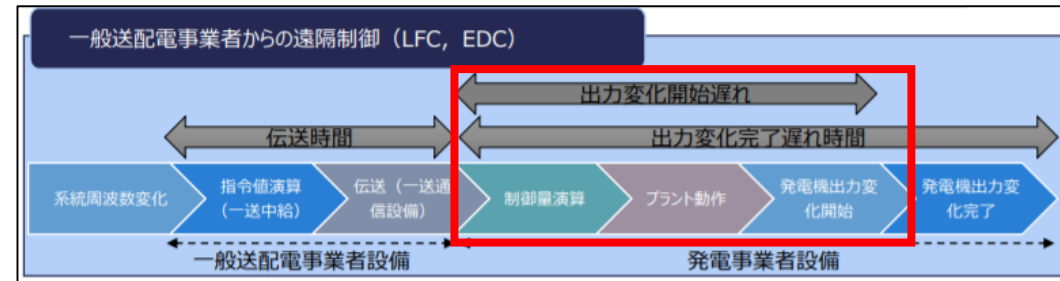 一般送配電事業者からの遠隔制御（LFC，EDC）
出力変化開始遅れ
伝送時間
出力変化完了遅れ時間
系統周波数変化
指令値演算
（一送中給）
伝送（一送通
信設備）
制御量演算
プラント動作
発電機出力変
化開始
発電機出力変
化完了
一般送配電事業者設備
発電事業者設備